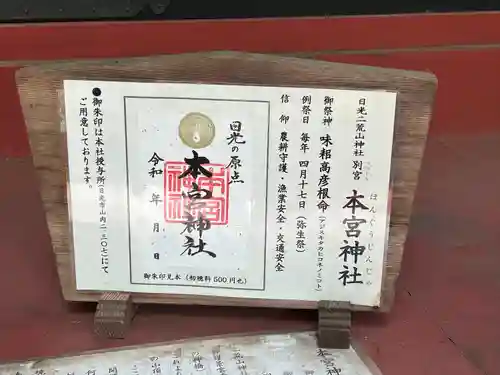 日光二荒山神社 別宮
べつぐう
本宮神社
ほんぐうじんじゃ
御祭神 味耜高彦根命(アジスキタカヒコネノミコト)
例祭日 毎年 四月十七日(弥生祭)
信仰 農耕守護・漁業安全・交通安全
日光の原点
本宮神社
令和 年 月 日
御朱印見本(初穂料500円也)
●御朱印は本社授与所(日光市山内二-三〇七)にて
ご用意しております。